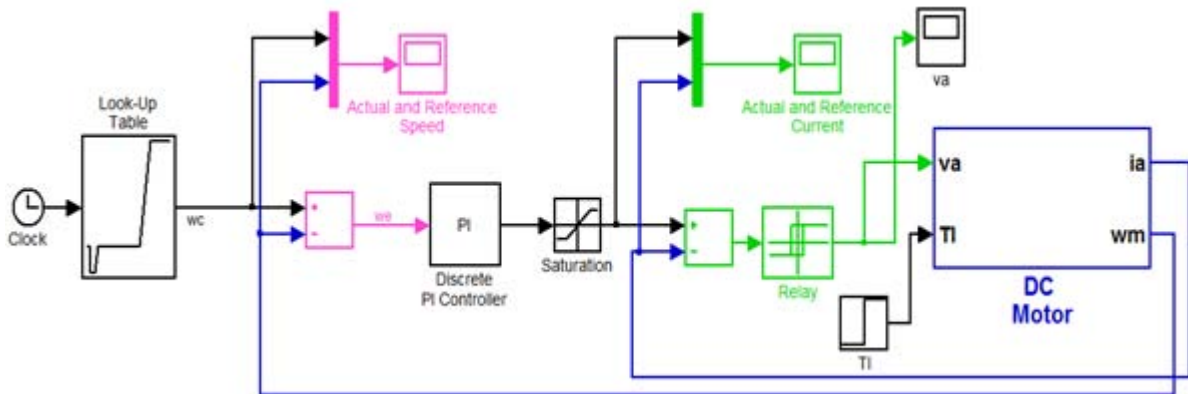 Look-Up
Table
Clock
wc
Actual and Reference
Speed
+
-
we
PI
Discrete
PI Controller
Saturation
Actual and Reference
Current
+
-
Relay
va
va
Tl
ia
wm
DC
Motor
Tl